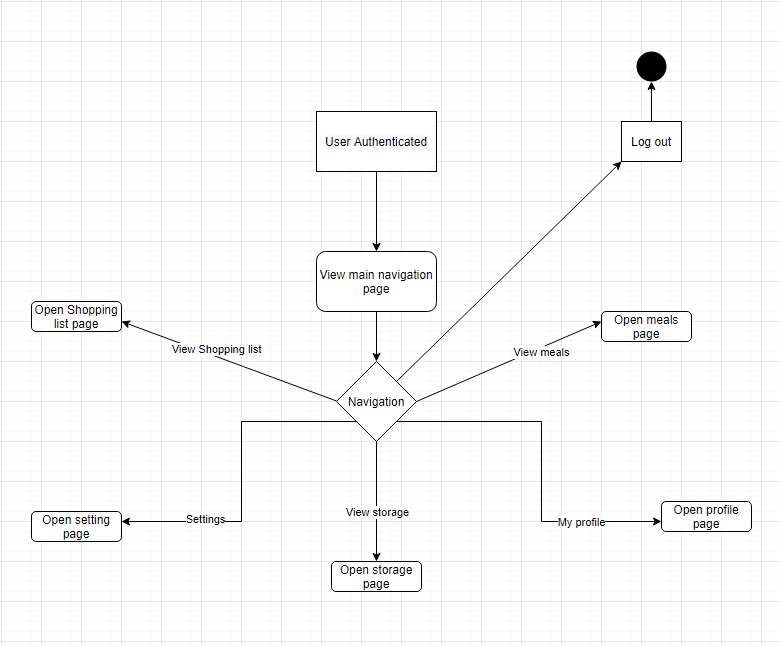 User Authenticated
Log out
View main navigation
page
Open Shopping
list page
Open meals
page
View Shopping list
View meals
Navigation
Settings
View storage
My profile
Open setting
page
Open profile
page
Open storage
page